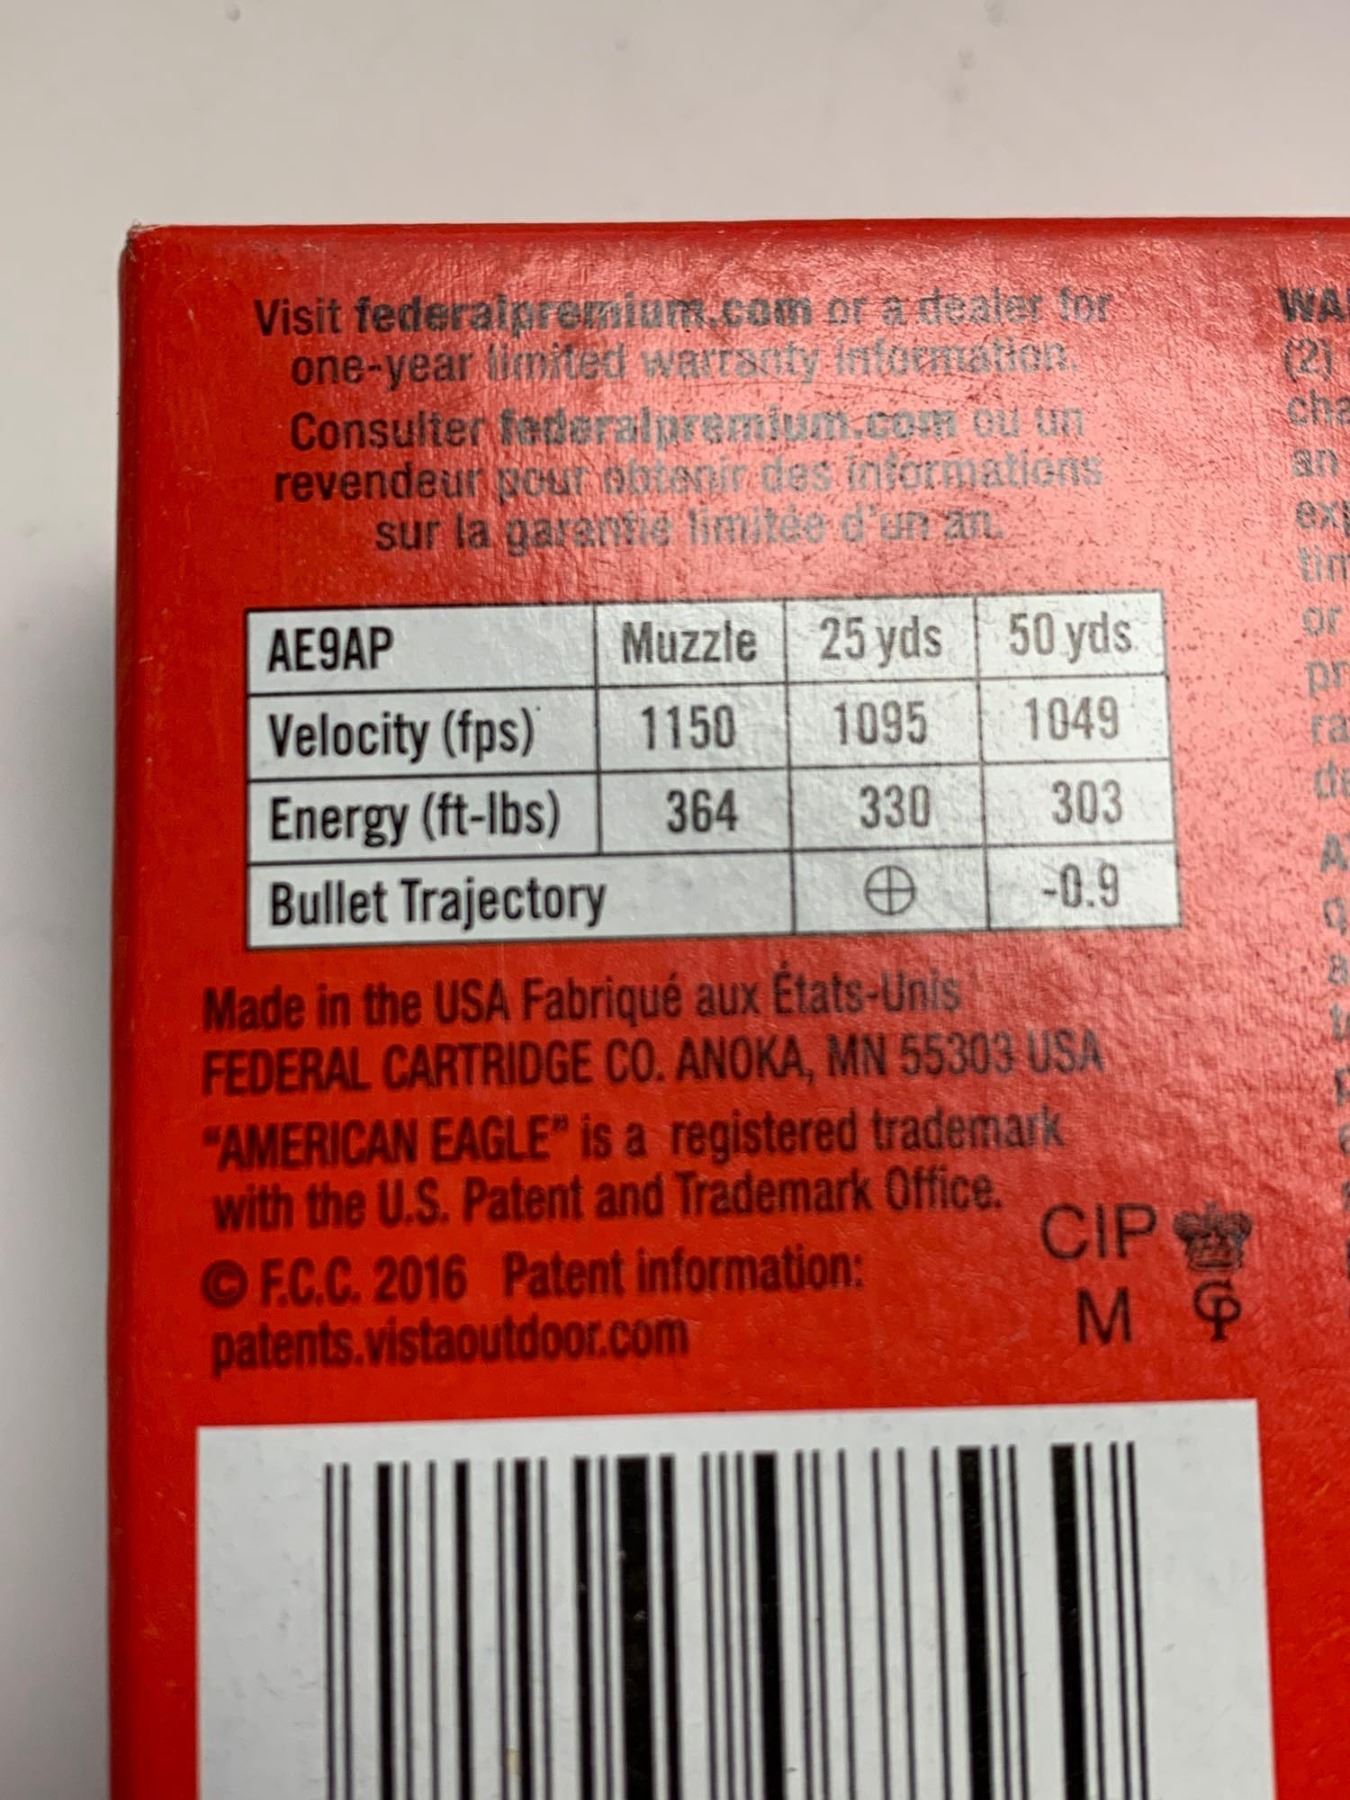 Visit federalpremium.com or a dealer for
one-year limited warranty information.
Consulter federalpremium.com ou un
revendeur pour obtenir des informations
sur la garantie limitée d'un an.
AE9AP Muzzle 25 yds 50 yds
Velocity (fps) 1150 1095 1049
Energy (ft-lbs) 364 330 303
Bullet Trajectory ⊕ -0.9
Made in the USA Fabriqué aux États-Unis
FEDERAL CARTRIDGE CO. ANOKA, MN 55303 USA
"AMERICAN EAGLE" is a registered trademark
with the U.S. Patent and Trademark Office.
© F.C.C. 2016 Patent information:
patents.vistaoutdoor.com
CIP
M
(2)
an
or